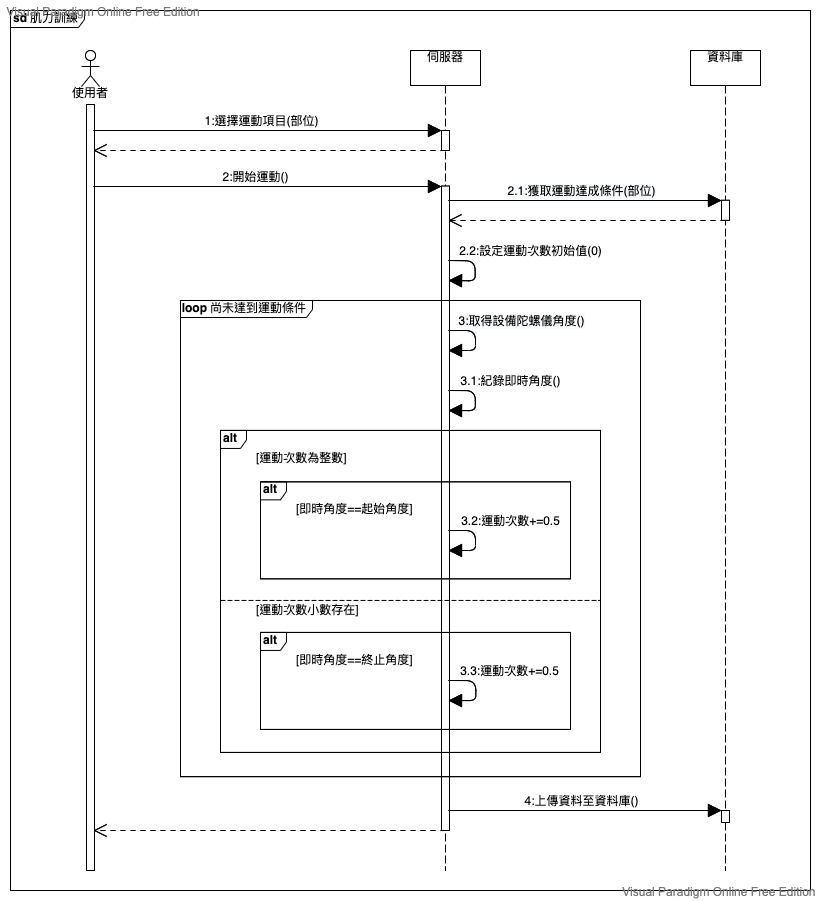 Visual Paradigm Online Free Edition
sd 肌力訓練
使用者
伺服器
資料庫
1:選擇運動項目(部位)
2:開始運動()
2.1:獲取運動達成條件(部位)
2.2:設定運動次數初始值(0)
loop 尚未達到運動條件
3:取得設備陀螺儀角度()
3.1:紀錄即時角度()
alt
[運動次數為整數]
alt
[即時角度==起始角度]
3.2:運動次數+=0.5
[運動次數小數存在]
alt
[即時角度==終止角度]
3.3:運動次數+=0.5
4:上傳資料至資料庫()
Visual Paradigm Online Free Edition